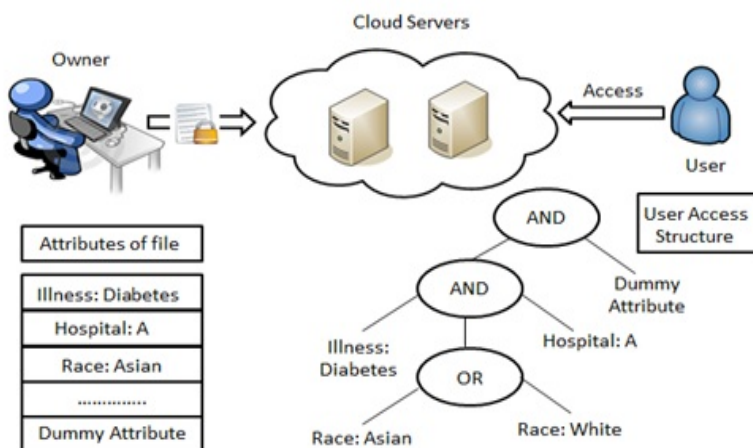 Cloud Servers
Owner
Access
User
Attributes of file
Illness: Diabetes
Hospital: A
Race: Asian
…………..
Dummy Attribute
User Access
Structure
AND
Dummy
Attribute
AND
Illness:
Diabetes
Hospital: A
OR
Race: Asian
Race: White